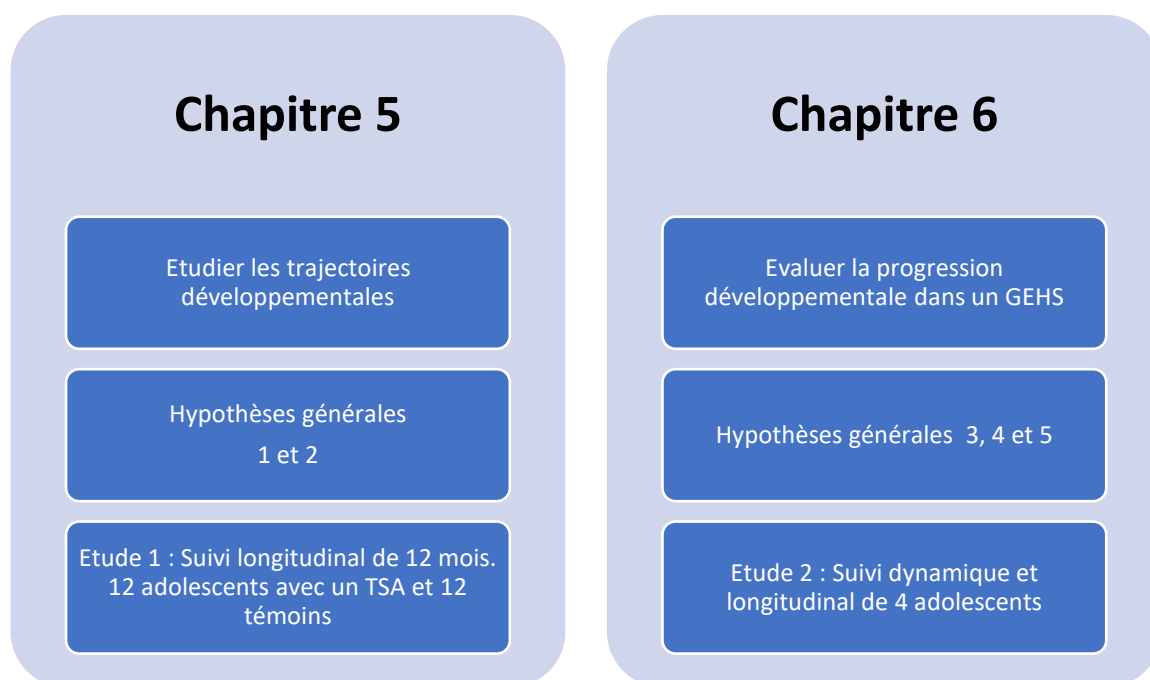 Chapitre 5
Etudier les trajectoires
développementales
Hypothèses générales
1 et 2
Etude 1 : Suivi longitudinal de 12 mois.
12 adolescents avec un TSA et 12
témoins
Chapitre 6
Evaluer la progression
développementale dans un GEHS
Hypothèses générales  3, 4 et 5
Etude 2 : Suivi dynamique et
longitudinal de 4 adolescents